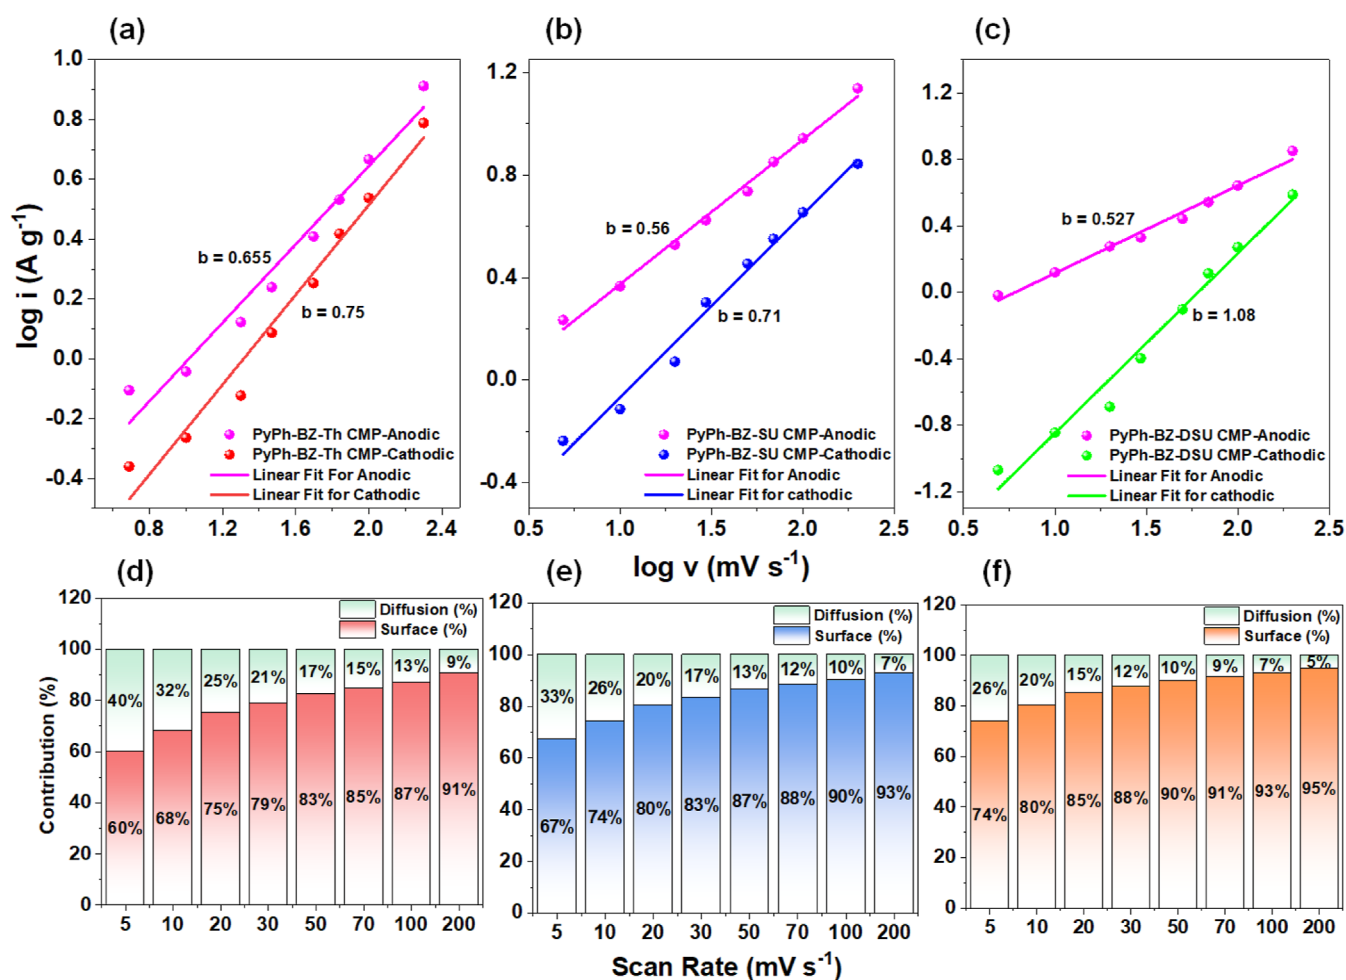 (a)
1.0
0.8
0.6
0.4
0.2
0.0
-0.2
-0.4
log i (A g⁻¹)
b = 0.655
b = 0.75
PyPh-BZ-Th CMP-Anodic
PyPh-BZ-Th CMP-Cathodic
Linear Fit For Anodic
Linear Fit for Cathodic
0.8 1.2 1.6 2.0 2.4
(b)
1.2
0.8
0.4
0.0
-0.4
b = 0.56
b = 0.71
PyPh-BZ-SU CMP-Anodic
PyPh-BZ-SU CMP-Cathodic
Linear Fit for Anodic
Linear Fit for cathodic
0.5 1.0 1.5 2.0 2.5
(c)
1.2
0.8
0.4
0.0
-0.4
-0.8
-1.2
b = 0.527
b = 1.08
PyPh-BZ-DSU CMP-Anodic
PyPh-BZ-DSU CMP-Cathodic
Linear Fit for Anodic
Linear Fit for cathodic
0.5 1.0 1.5 2.0 2.5
log v (mV s⁻¹)
(d)
120
100
80
60
40
20
0
Contribution (%)
Diffusion (%)
Surface (%)
40% 32% 25% 21% 17% 15% 13% 9%
60% 68% 75% 79% 83% 85% 87% 91%
5 10 20 30 50 70 100 200
(e)
120
100
80
60
40
20
0
Diffusion (%)
Surface (%)
33% 26% 20% 17% 13% 12% 10% 7%
67% 74% 80% 83% 87% 88% 90% 93%
5 10 20 30 50 70 100 200
(f)
120
100
80
60
40
20
0
Diffusion (%)
Surface (%)
26% 20% 15% 12% 10% 9% 7% 5%
74% 80% 85% 88% 90% 91% 93% 95%
5 10 20 30 50 70 100 200
Scan Rate (mV s⁻¹)